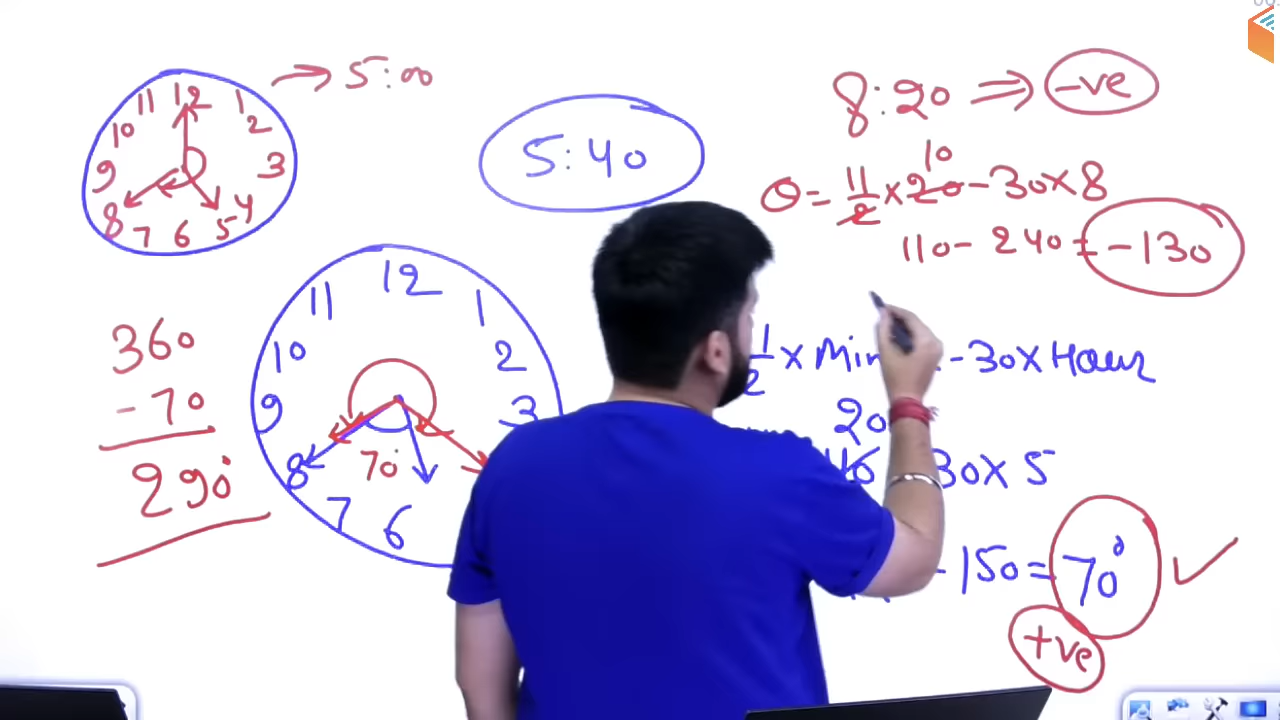 → 5:00
11 12 1
10 2
9 3
8 4
7 6 5
5:40
8:20 ⇒ -ve
10
θ = 11/2 × 20 - 30×8
110 - 240 = -130
12
11 1
10 2
9 3
8
7 6
70°
360
- 70
290°
1/2 × Min - 30×Hour
20
40 30×5
- 150 = 70° ✓
+ve